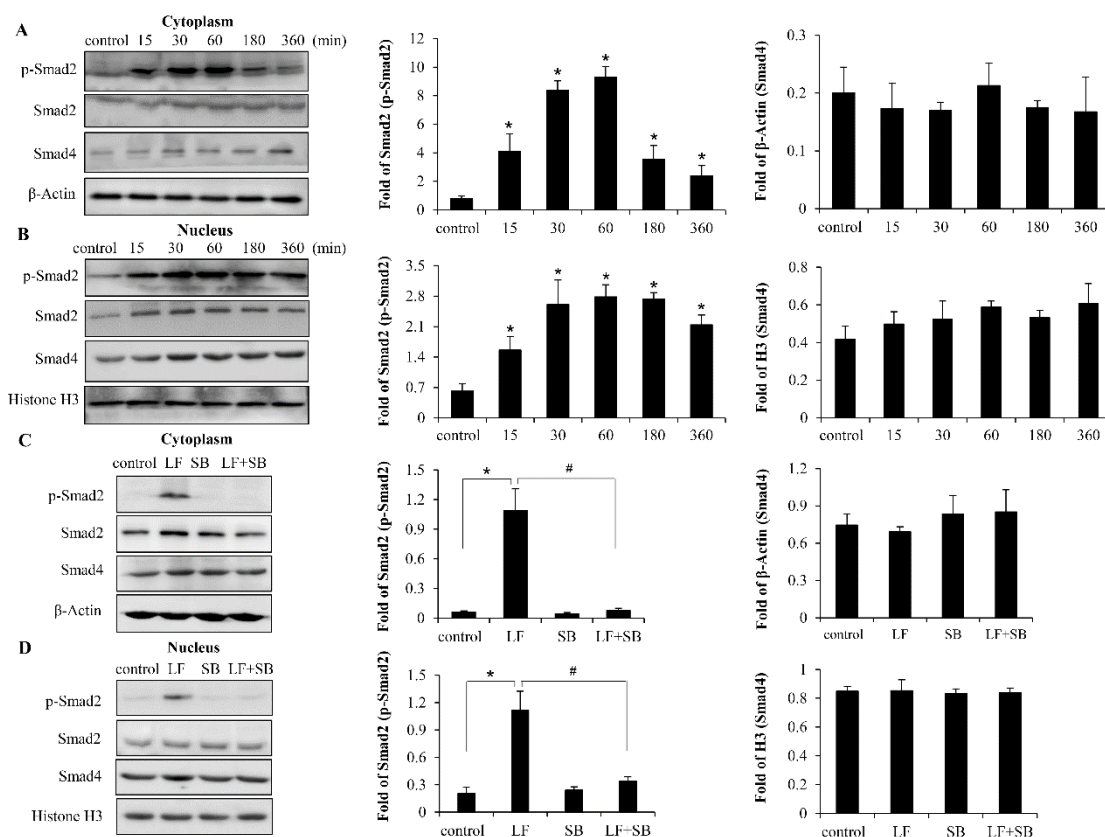 A
Cytoplasm
control 15 30 60 180 360 (min)
p-Smad2
Smad2
Smad4
β-Actin
Fold of Smad2 (p-Smad2)
12
10
8
6
4
2
0
* * * * *
control 15 30 60 180 360
Fold of β-Actin (Smad4)
0.3
0.2
0.1
0
control 15 30 60 180 360
B
Nucleus
control 15 30 60 180 360 (min)
p-Smad2
Smad2
Smad4
Histone H3
Fold of Smad2 (p-Smad2)
3.5
2.8
2.1
1.4
0.7
0
* * * * *
control 15 30 60 180 360
Fold of H3 (Smad4)
0.8
0.6
0.4
0.2
0
control 15 30 60 180 360
C
Cytoplasm
control LF SB LF+SB
p-Smad2
Smad2
Smad4
β-Actin
Fold of Smad2 (p-Smad2)
1.5
1.2
0.9
0.6
0.3
0
* #
control LF SB LF+SB
Fold of β-Actin (Smad4)
1.2
0.9
0.6
0.3
0
control LF SB LF+SB
D
Nucleus
control LF SB LF+SB
p-Smad2
Smad2
Smad4
Histone H3
Fold of Smad2 (p-Smad2)
1.5
1.2
0.9
0.6
0.3
0
* #
control LF SB LF+SB
Fold of H3 (Smad4)
1
0.8
0.6
0.4
0.2
0
control LF SB LF+SB